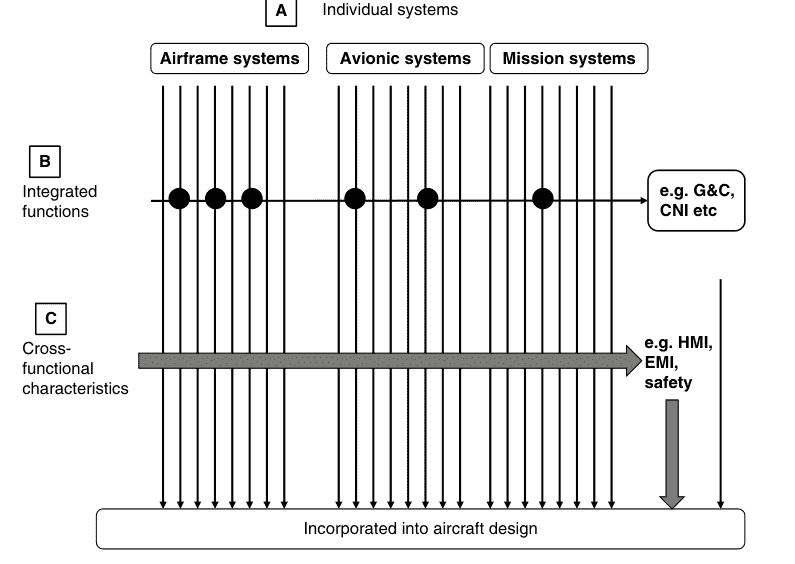 A
Individual systems
Airframe systems
Avionic systems
Mission systems
B
Integrated
functions
e.g. G&C,
CNI etc
C
Cross-
functional
characteristics
e.g. HMI,
EMI,
safety
Incorporated into aircraft design